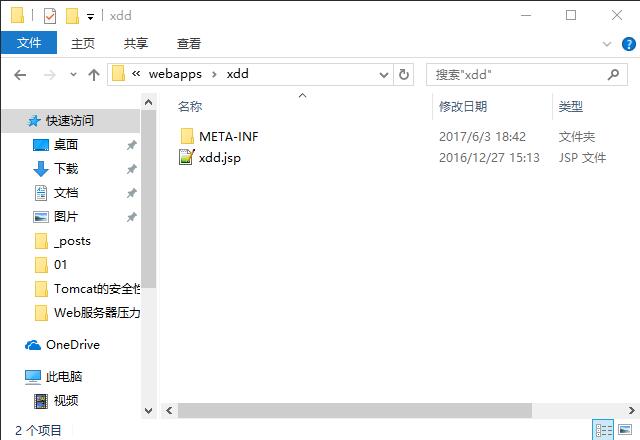 xdd
文件 主页 共享 查看
« webapps › xdd 搜索"xdd"
名称 修改日期 类型
快速访问
META-INF 2017/6/3 18:42 文件夹
桌面
xdd.jsp 2016/12/27 15:13 JSP 文件
下载
文档
图片
_posts
01
Tomcat的安全性
Web服务器压力
OneDrive
此电脑
视频
2 个项目